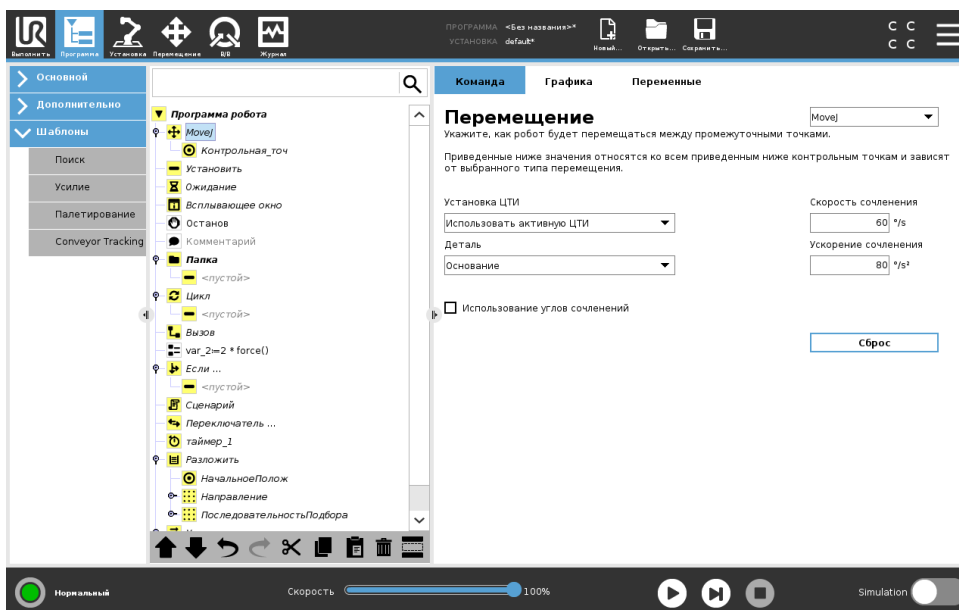 UR
ПРОГРАММА <Без названия>*
УСТАНОВКА default*
Выполнить
Программа
Установка
Перемещение
В/В
Журнал
Новый...
Открыть...
Сохранить...
C C
C C
Основной
Дополнительно
Шаблоны
Поиск
Усилие
Палетирование
Conveyor Tracking
Программа робота
MoveJ
Контрольная_точ
Установить
Ожидание
Всплывающее окно
Останов
Комментарий
Папка
<пустой>
Цикл
<пустой>
Вызов
var_2≔2 * force()
Если ...
<пустой>
Сценарий
Переключатель ...
таймер_1
Разложить
НачальноеПолож
Направление
ПоследовательностьПодбора
Команда
Графика
Переменные
Перемещение
MoveJ
Укажите, как робот будет перемещаться между промежуточными точками.
Приведенные ниже значения относятся ко всем приведенным ниже контрольным точкам и зависят
от выбранного типа перемещения.
Установка ЦТИ
Скорость сочленения
Использовать активную ЦТИ
60 °/s
Деталь
Ускорение сочленения
Основание
80 °/s²
Использование углов сочленений
Сброс
Нормальный
Скорость
100%
Simulation